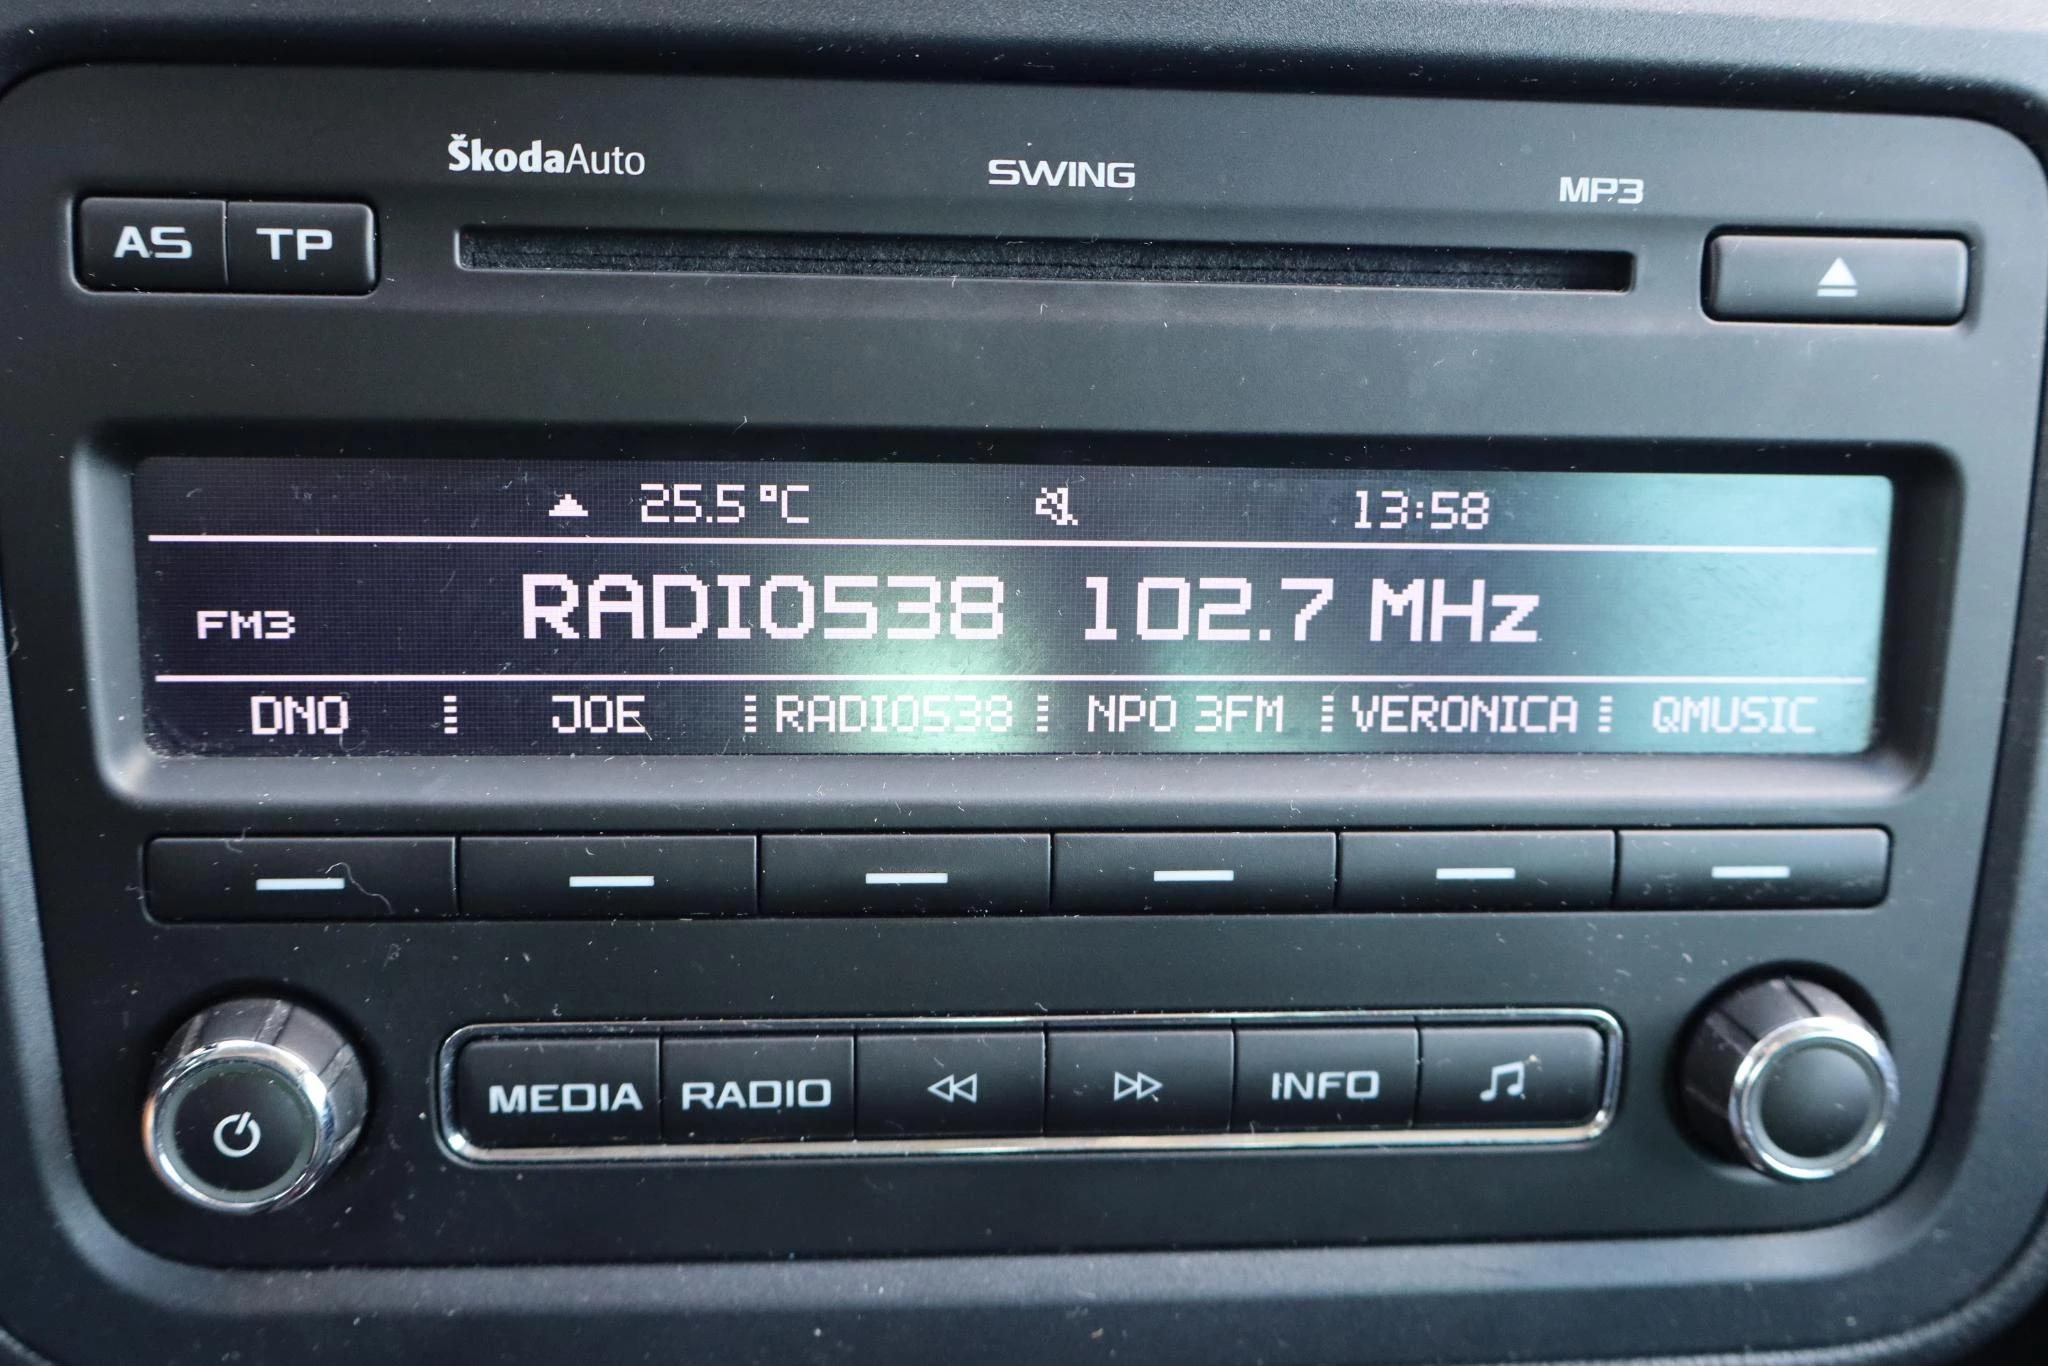 ŠkodaAuto SWING MP3
AS TP
25.5°C 13:58
FM3 RADIO538 102.7 MHz
DNO JOE RADIO538 NPO 3FM VERONICA QMUSIC
MEDIA RADIO INFO